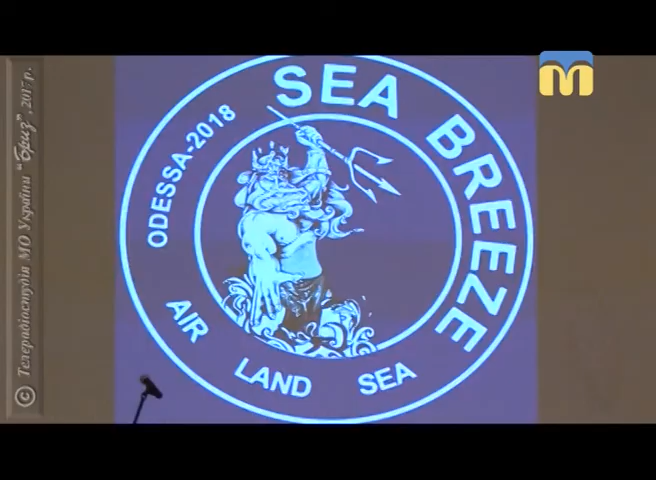 SEA BREEZE
ODESSA-2018
AIR LAND SEA
М
© Телерадіостудія МО України "Бриз", 2017 р.